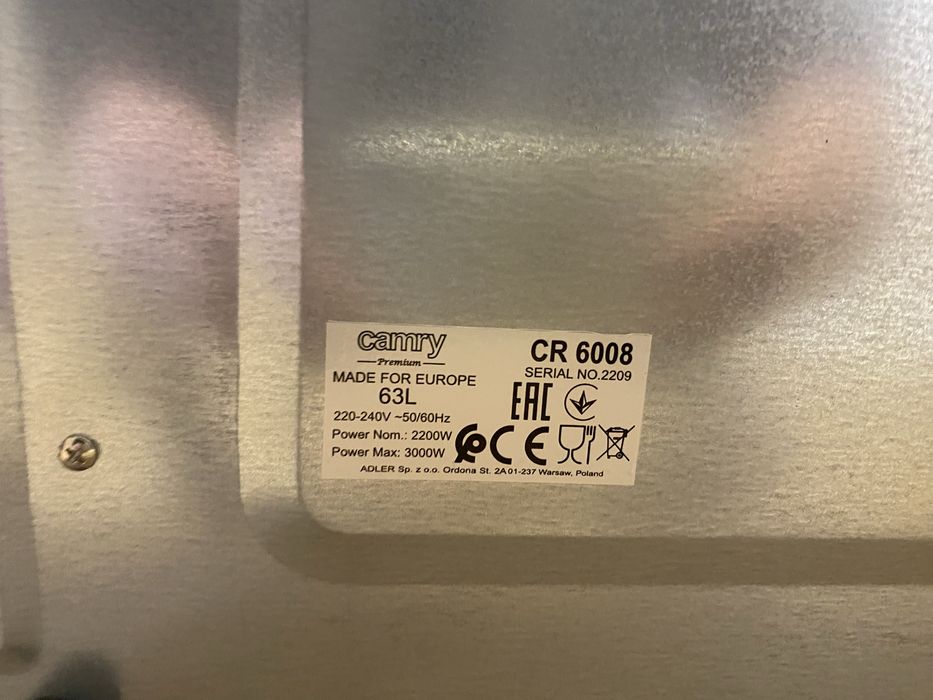 camry
Premium
MADE FOR EUROPE
63L
220-240V ~50/60Hz
Power Nom.: 2200W
Power Max: 3000W
CR 6008
SERIAL NO.2209
EAC
CE
ADLER Sp. z o.o. Ordona St. 2A 01-237 Warsaw, Poland